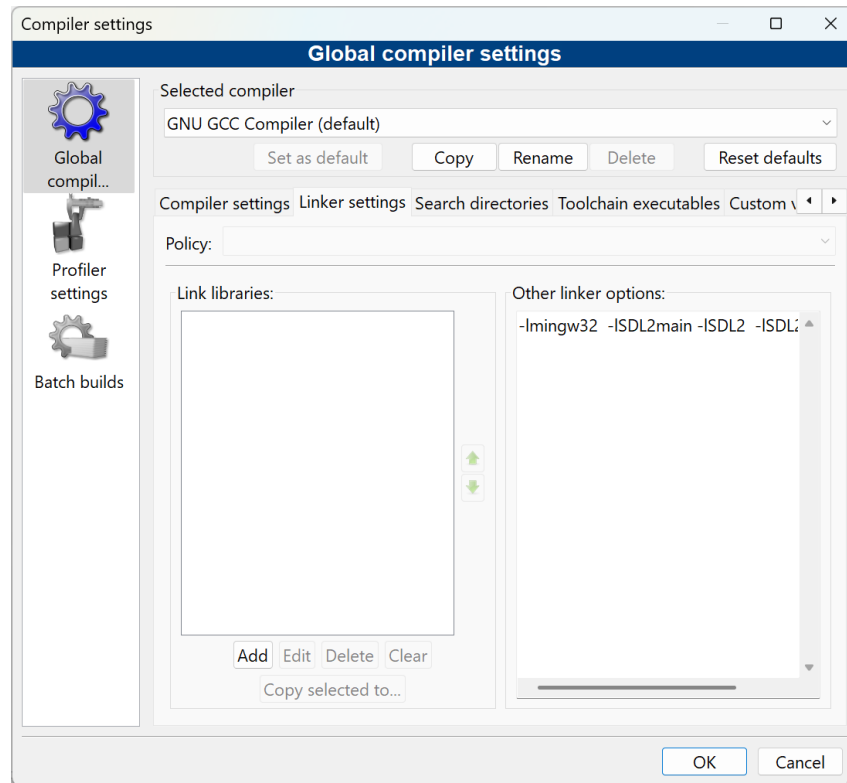 Compiler settings
Global compiler settings
Global
compil...
Profiler
settings
Batch builds
Selected compiler
GNU GCC Compiler (default)
Set as default Copy Rename Delete Reset defaults
Compiler settings Linker settings Search directories Toolchain executables Custom
Policy:
Link libraries:
Add Edit Delete Clear
Copy selected to...
Other linker options:
-lmingw32 -lSDL2main -lSDL2 -lSDL2
OK Cancel